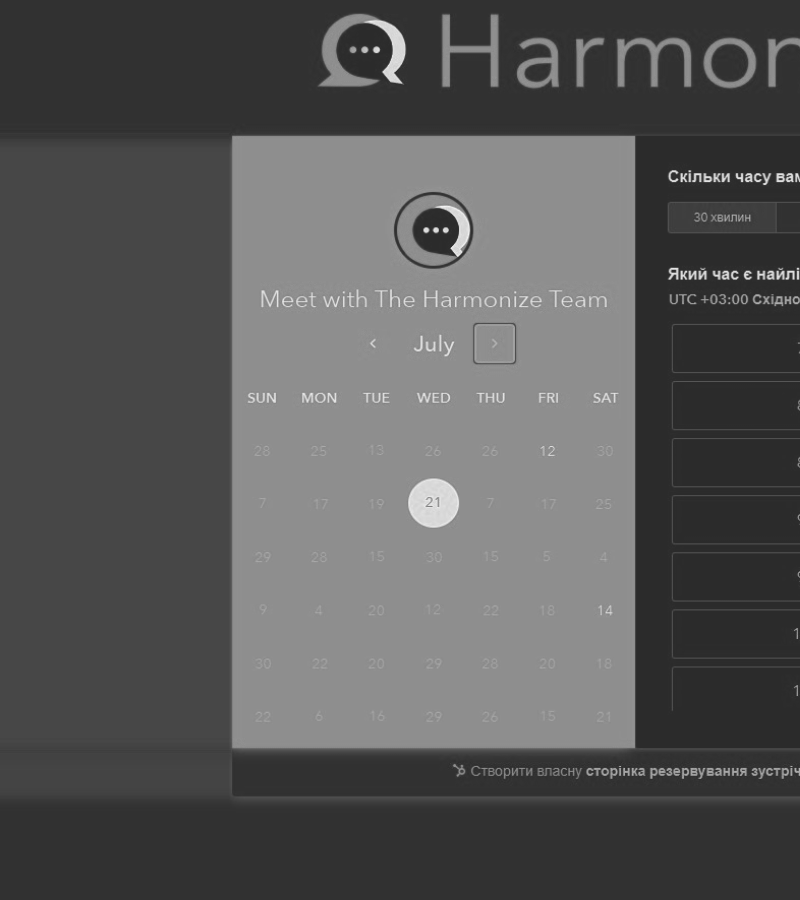 Harmon
Meet with The Harmonize Team
July
SUN MON TUE WED THU FRI SAT
28 25 13 26 26 12 30
7 17 19 21 7 17 25
29 28 15 30 15 5 4
9 4 20 12 22 18 14
30 22 20 29 28 20 18
22 6 16 29 26 15 21
Скільки часу вам
30 хвилин
Який час є найлі
UTC +03:00 Східно
Створити власну сторінка резервування зустріч